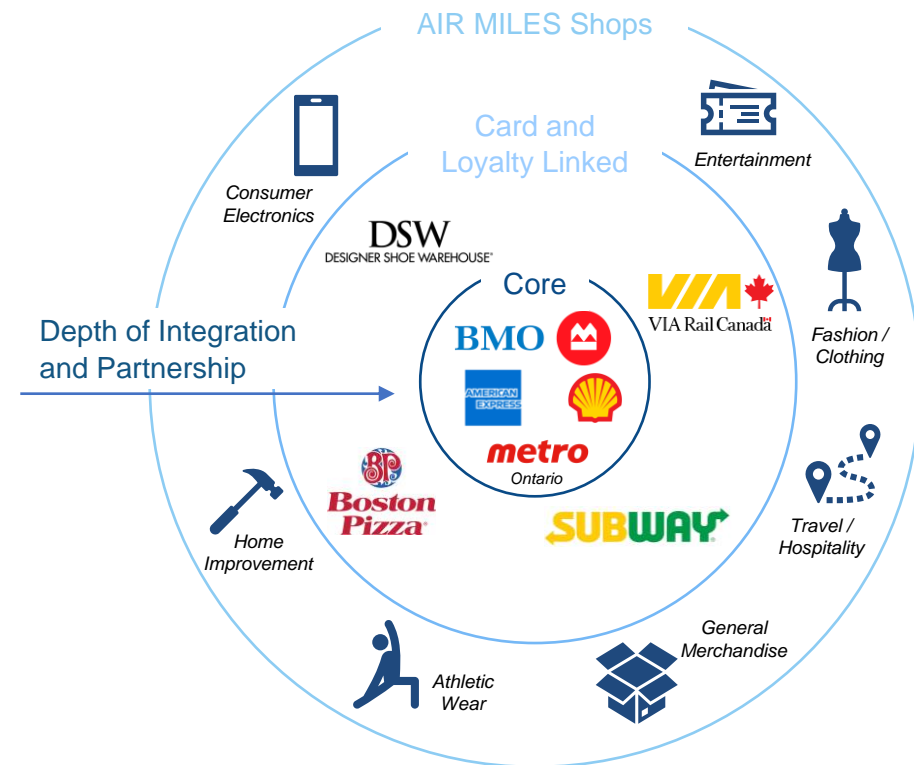 AIR MILES Shops
Card and
Loyalty Linked
Entertainment
Consumer
Electronics
DSW
DESIGNER SHOE WAREHOUSE
Core
VIA
VIA Rail Canada
BMO
Fashion /
Clothing
Depth of Integration
and Partnership
AMERICAN
EXPRESS
metro
Ontario
BP
Boston
Pizza
SUBWAY
Travel /
Hospitality
Home
Improvement
General
Merchandise
Athletic
Wear